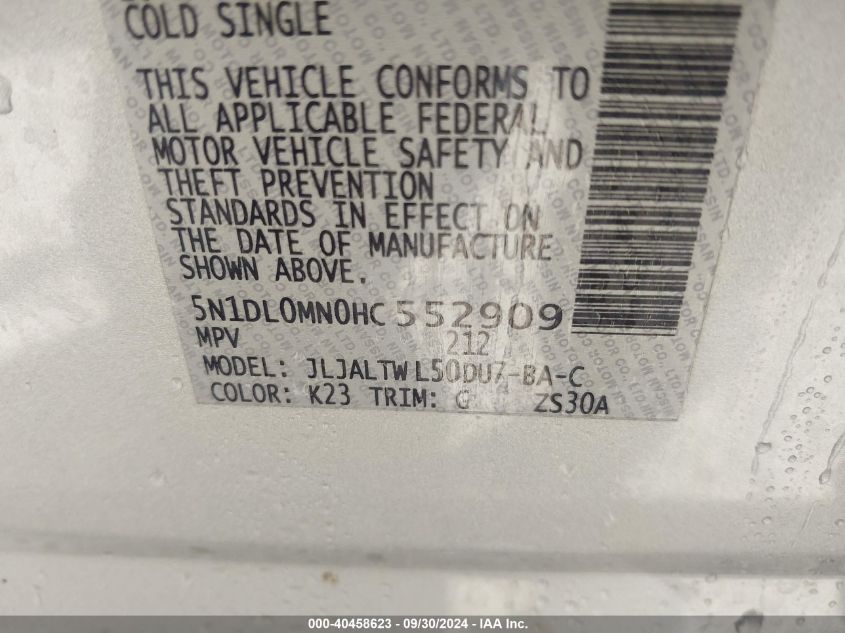 COLD SINGLE
THIS VEHICLE CONFORMS TO
ALL APPLICABLE FEDERAL
MOTOR VEHICLE SAFETY AND
THEFT PREVENTION
STANDARDS IN EFFECT ON
THE DATE OF MANUFACTURE
SHOWN ABOVE.
5N1DL0MN0HC552909
MPV 212
MODEL: JLJALTWL50DU7-BA-C
COLOR: K23 TRIM: G ZS30A
000-40458623 - 09/30/2024 - IAA Inc.